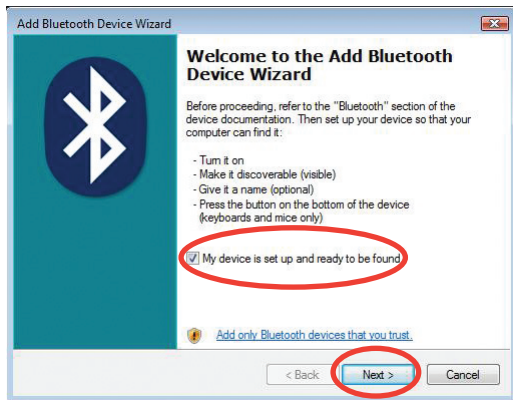 Add Bluetooth Device Wizard
Welcome to the Add Bluetooth
Device Wizard
Before proceeding, refer to the "Bluetooth" section of the
device documentation. Then set up your device so that your
computer can find it:
- Turn it on
- Make it discoverable (visible)
- Give it a name (optional)
- Press the button on the bottom of the device
(keyboards and mice only)
My device is set up and ready to be found
Add only Bluetooth devices that you trust.
< Back
Next >
Cancel